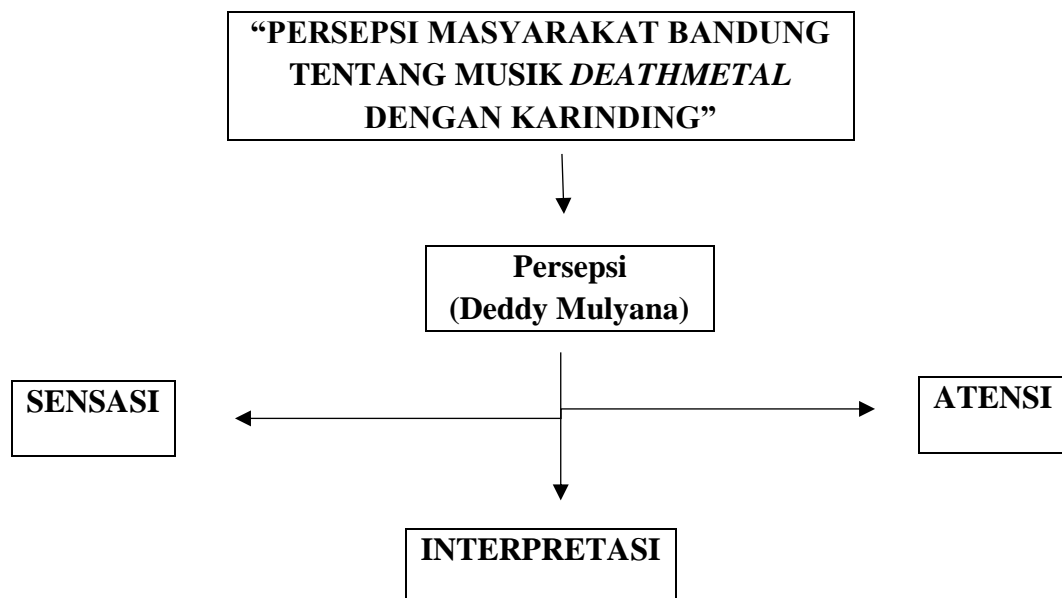 “PERSEPSI MASYARAKAT BANDUNG
TENTANG MUSIK DEATHMETAL
DENGAN KARINDING”
Persepsi
(Deddy Mulyana)
SENSASI
ATENSI
INTERPRETASI